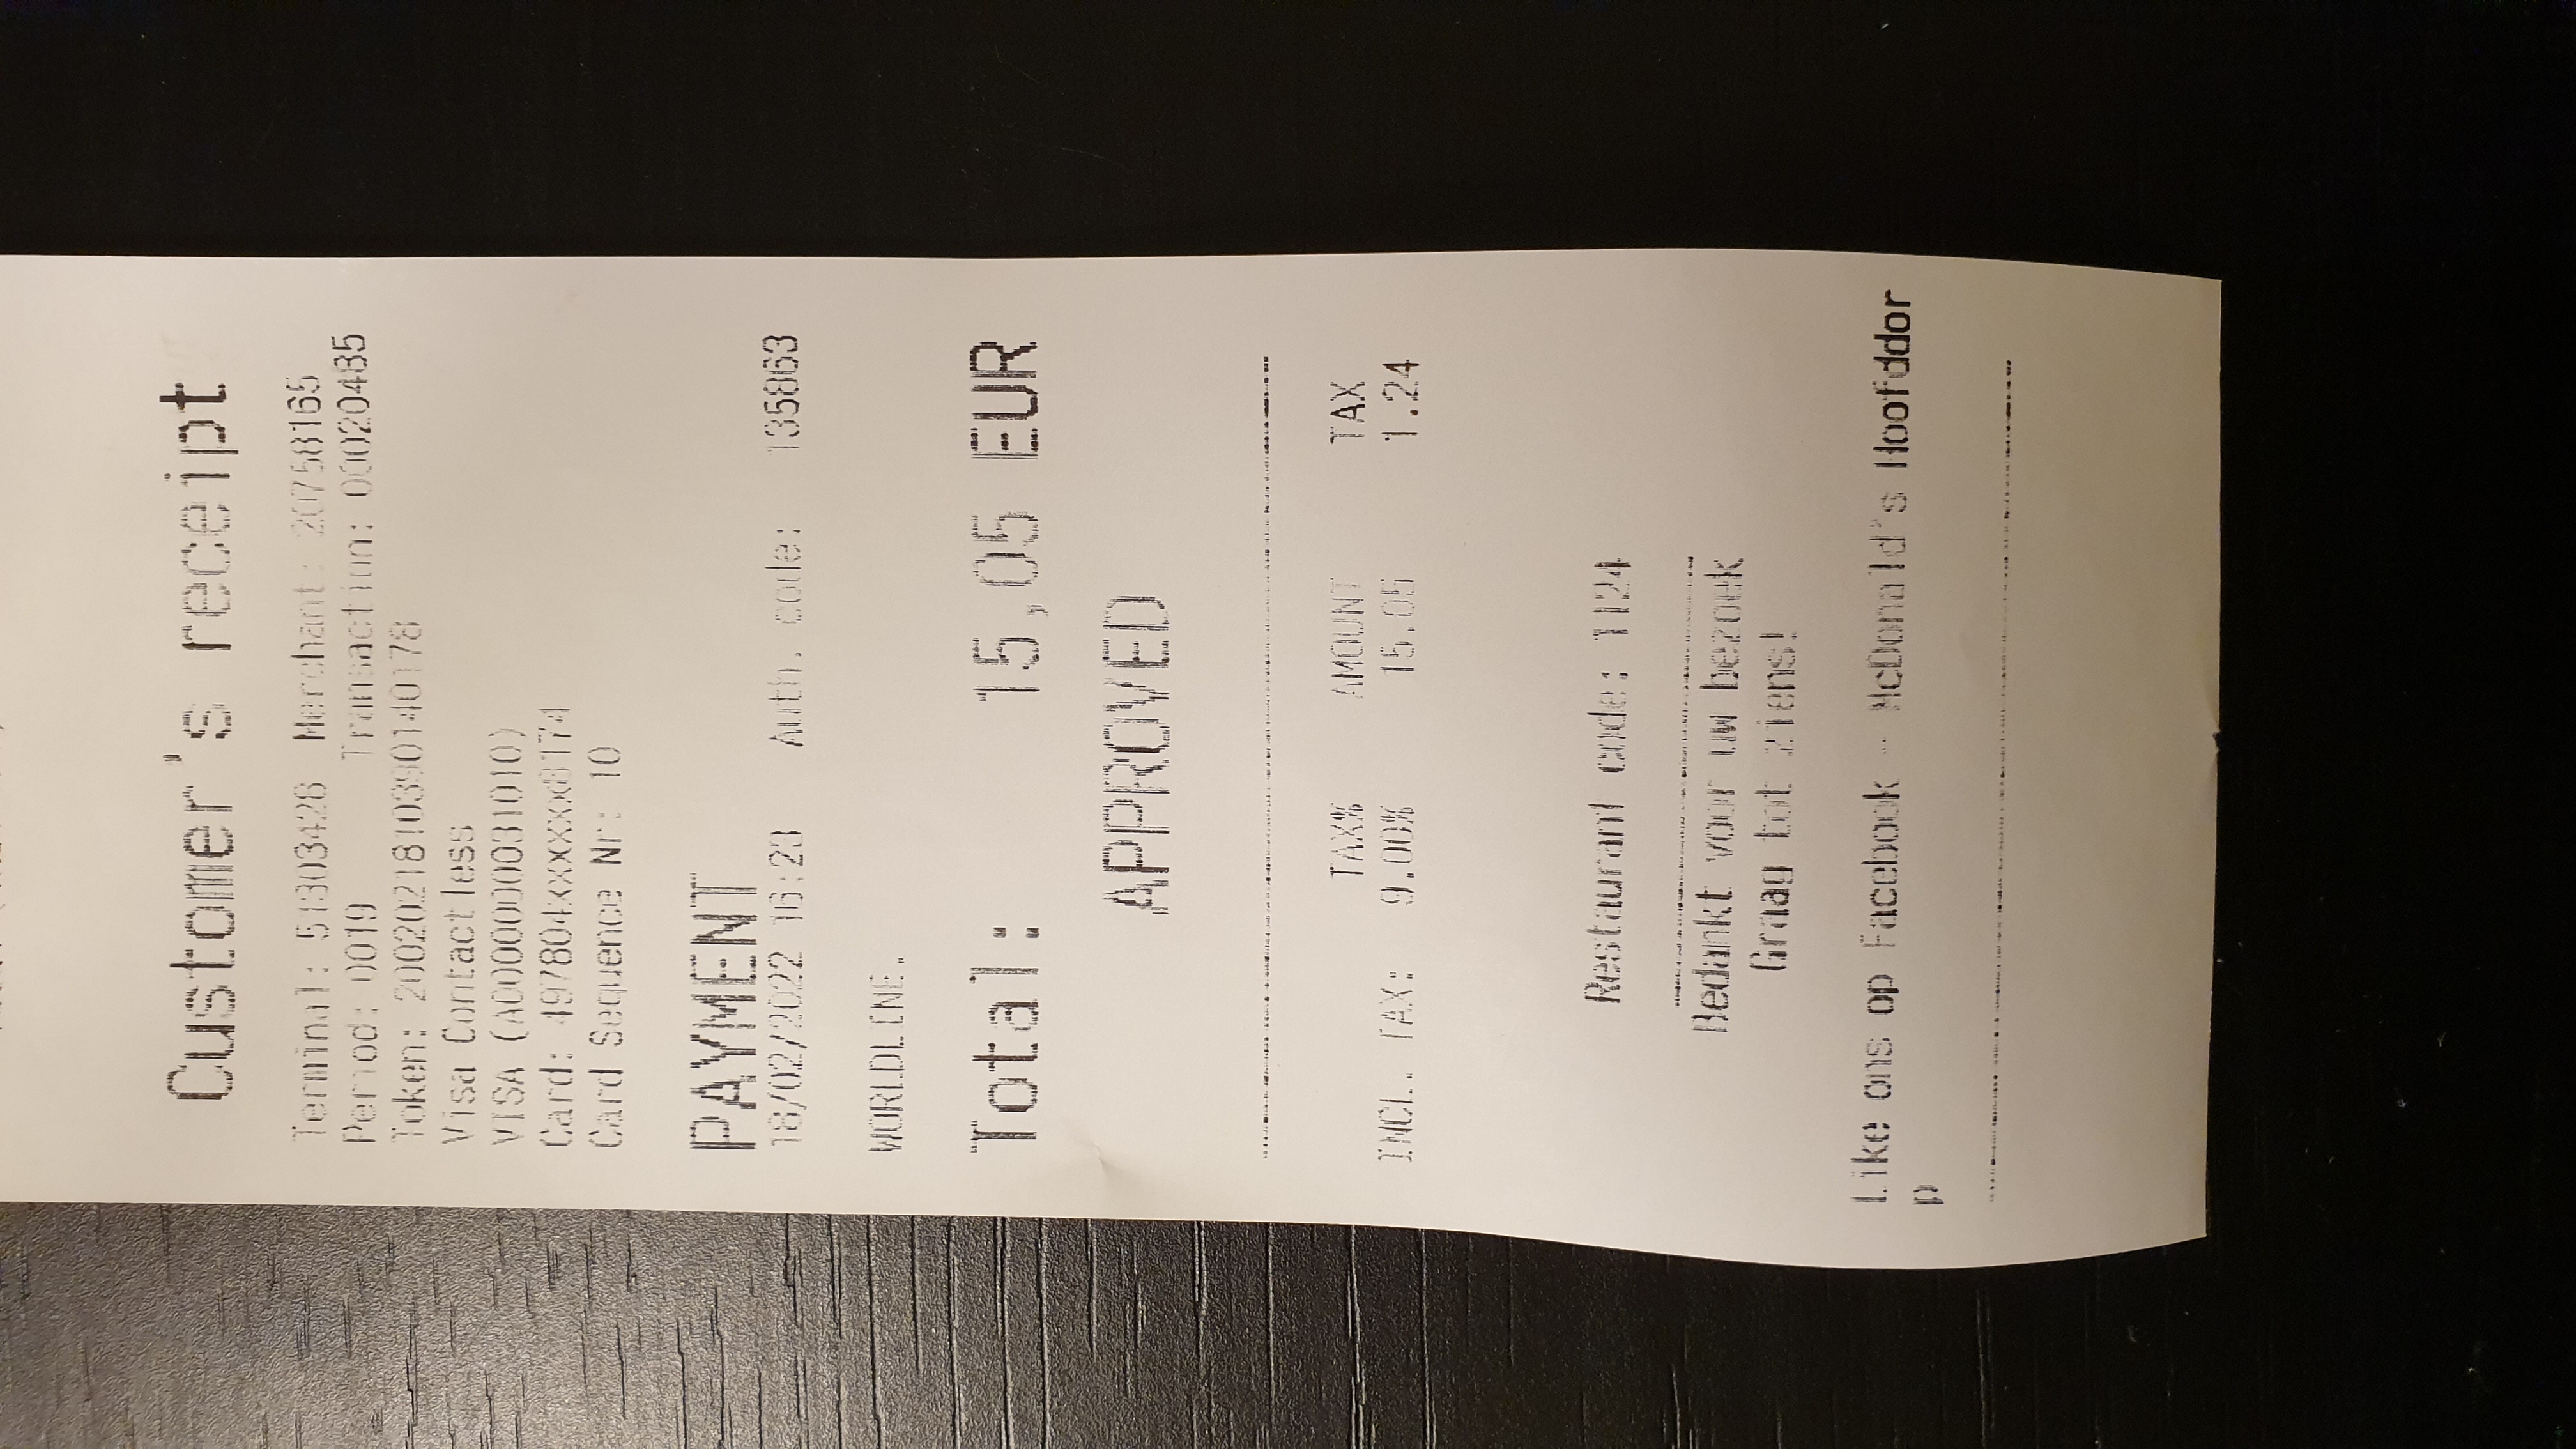 Customer's receipt
Terminal: 51303428 Merchant: 20758165
Period: 0019 Transaction: 00020485
Token: 2002021810390140178
Visa Contactless
VISA (A0000000031010)
Card: 497804xxxxxx8174
Card Sequence Nr: 10
PAYMENT
18/02/2022 16:23 Auth. code: 135863
WORLDLINE.
Total: 15,05 EUR
APPROVED
TAX% AMOUNT TAX
INCL. TAX: 9.00% 15.05 1.24
Restaurant code: 1124
Bedankt voor uw bezoek
Graag tot ziens!
Like ons op Facebook - McDonald's Hoofddor
p